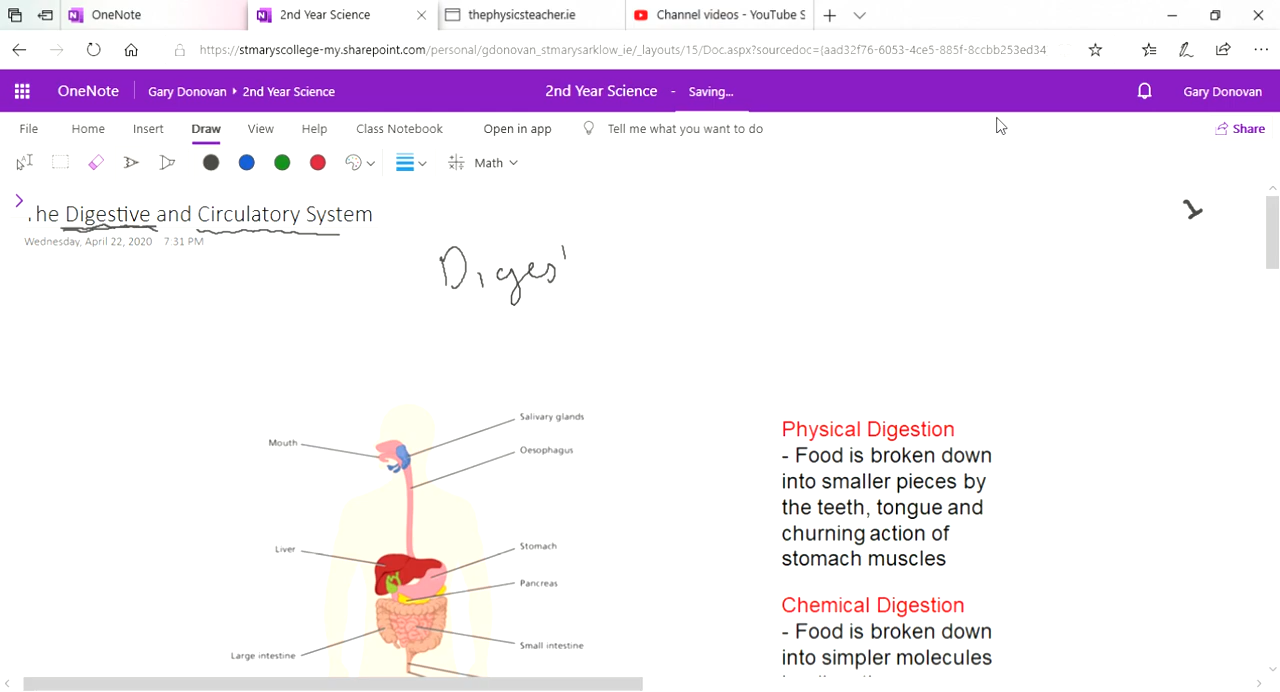 OneNote
2nd Year Science
thephysicsteacher.ie
Channel videos - YouTube S
https://stmaryscollege-my.sharepoint.com/personal/gdonovan_stmarysarklow_ie/_layouts/15/Doc.aspx?sourcedoc={aad32f76-6053-4ce5-885f-8ccbb253ed34
OneNote
Gary Donovan ▸ 2nd Year Science
2nd Year Science - Saving...
Gary Donovan
File Home Insert Draw View Help Class Notebook Open in app Tell me what you want to do Share
Math
The Digestive and Circulatory System
Wednesday, April 22, 2020 7:31 PM
Diges
Salivary glands
Mouth
Oesophagus
Liver
Stomach
Pancreas
Small intestine
Large intestine
Physical Digestion
- Food is broken down
into smaller pieces by
the teeth, tongue and
churning action of
stomach muscles
Chemical Digestion
- Food is broken down
into simpler molecules